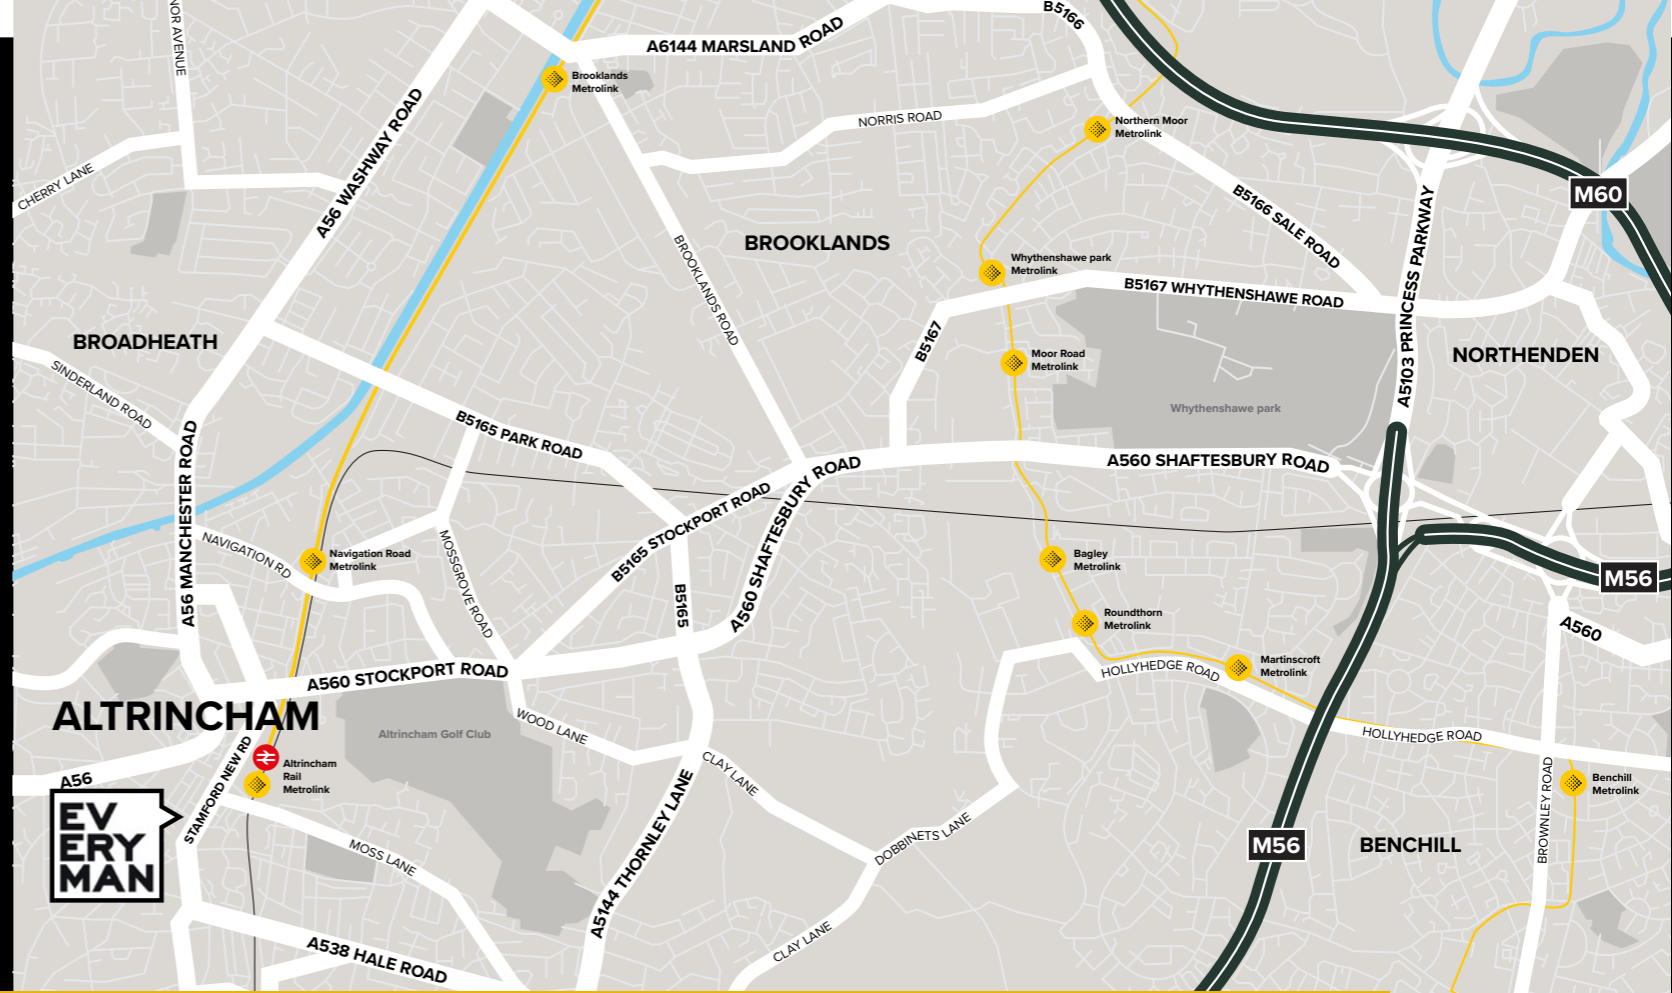 NOR AVENUE
A6144 MARSLAND ROAD
B5166
Brooklands
Metrolink
NORRIS ROAD
Northern Moor
Metrolink
A56 WASHWAY ROAD
CHERRY LANE
M60
B5166 SALE ROAD
BROOKLANDS
BROOKLANDS ROAD
Whythenshawe park
Metrolink
B5167 WHYTHENSHAWE ROAD
A5103 PRINCESS PARKWAY
BROADHEATH
B5167
Moor Road
Metrolink
NORTHENDEN
SINDERLAND ROAD
Whythenshawe park
B5165 PARK ROAD
A56 MANCHESTER ROAD
A560 SHAFTESBURY ROAD
A560 SHAFTESBURY ROAD
B5165 STOCKPORT ROAD
NAVIGATION RD
Navigation Road
Metrolink
MOSSGROVE ROAD
Bagley
Metrolink
M56
B5165
Roundthorn
Metrolink
A560
A560 STOCKPORT ROAD
HOLLYHEDGE ROAD
Martinscroft
Metrolink
ALTRINCHAM
WOOD LANE
Altrincham Golf Club
HOLLYHEDGE ROAD
STAMFORD NEW RD
Altrincham
Rail
Metrolink
A56
CLAY LANE
Benchill
Metrolink
BROWNLEY ROAD
EV
ERY
MAN
A5144 THORNLEY LANE
DOBBINETS LANE
M56
BENCHILL
MOSS LANE
CLAY LANE
A538 HALE ROAD